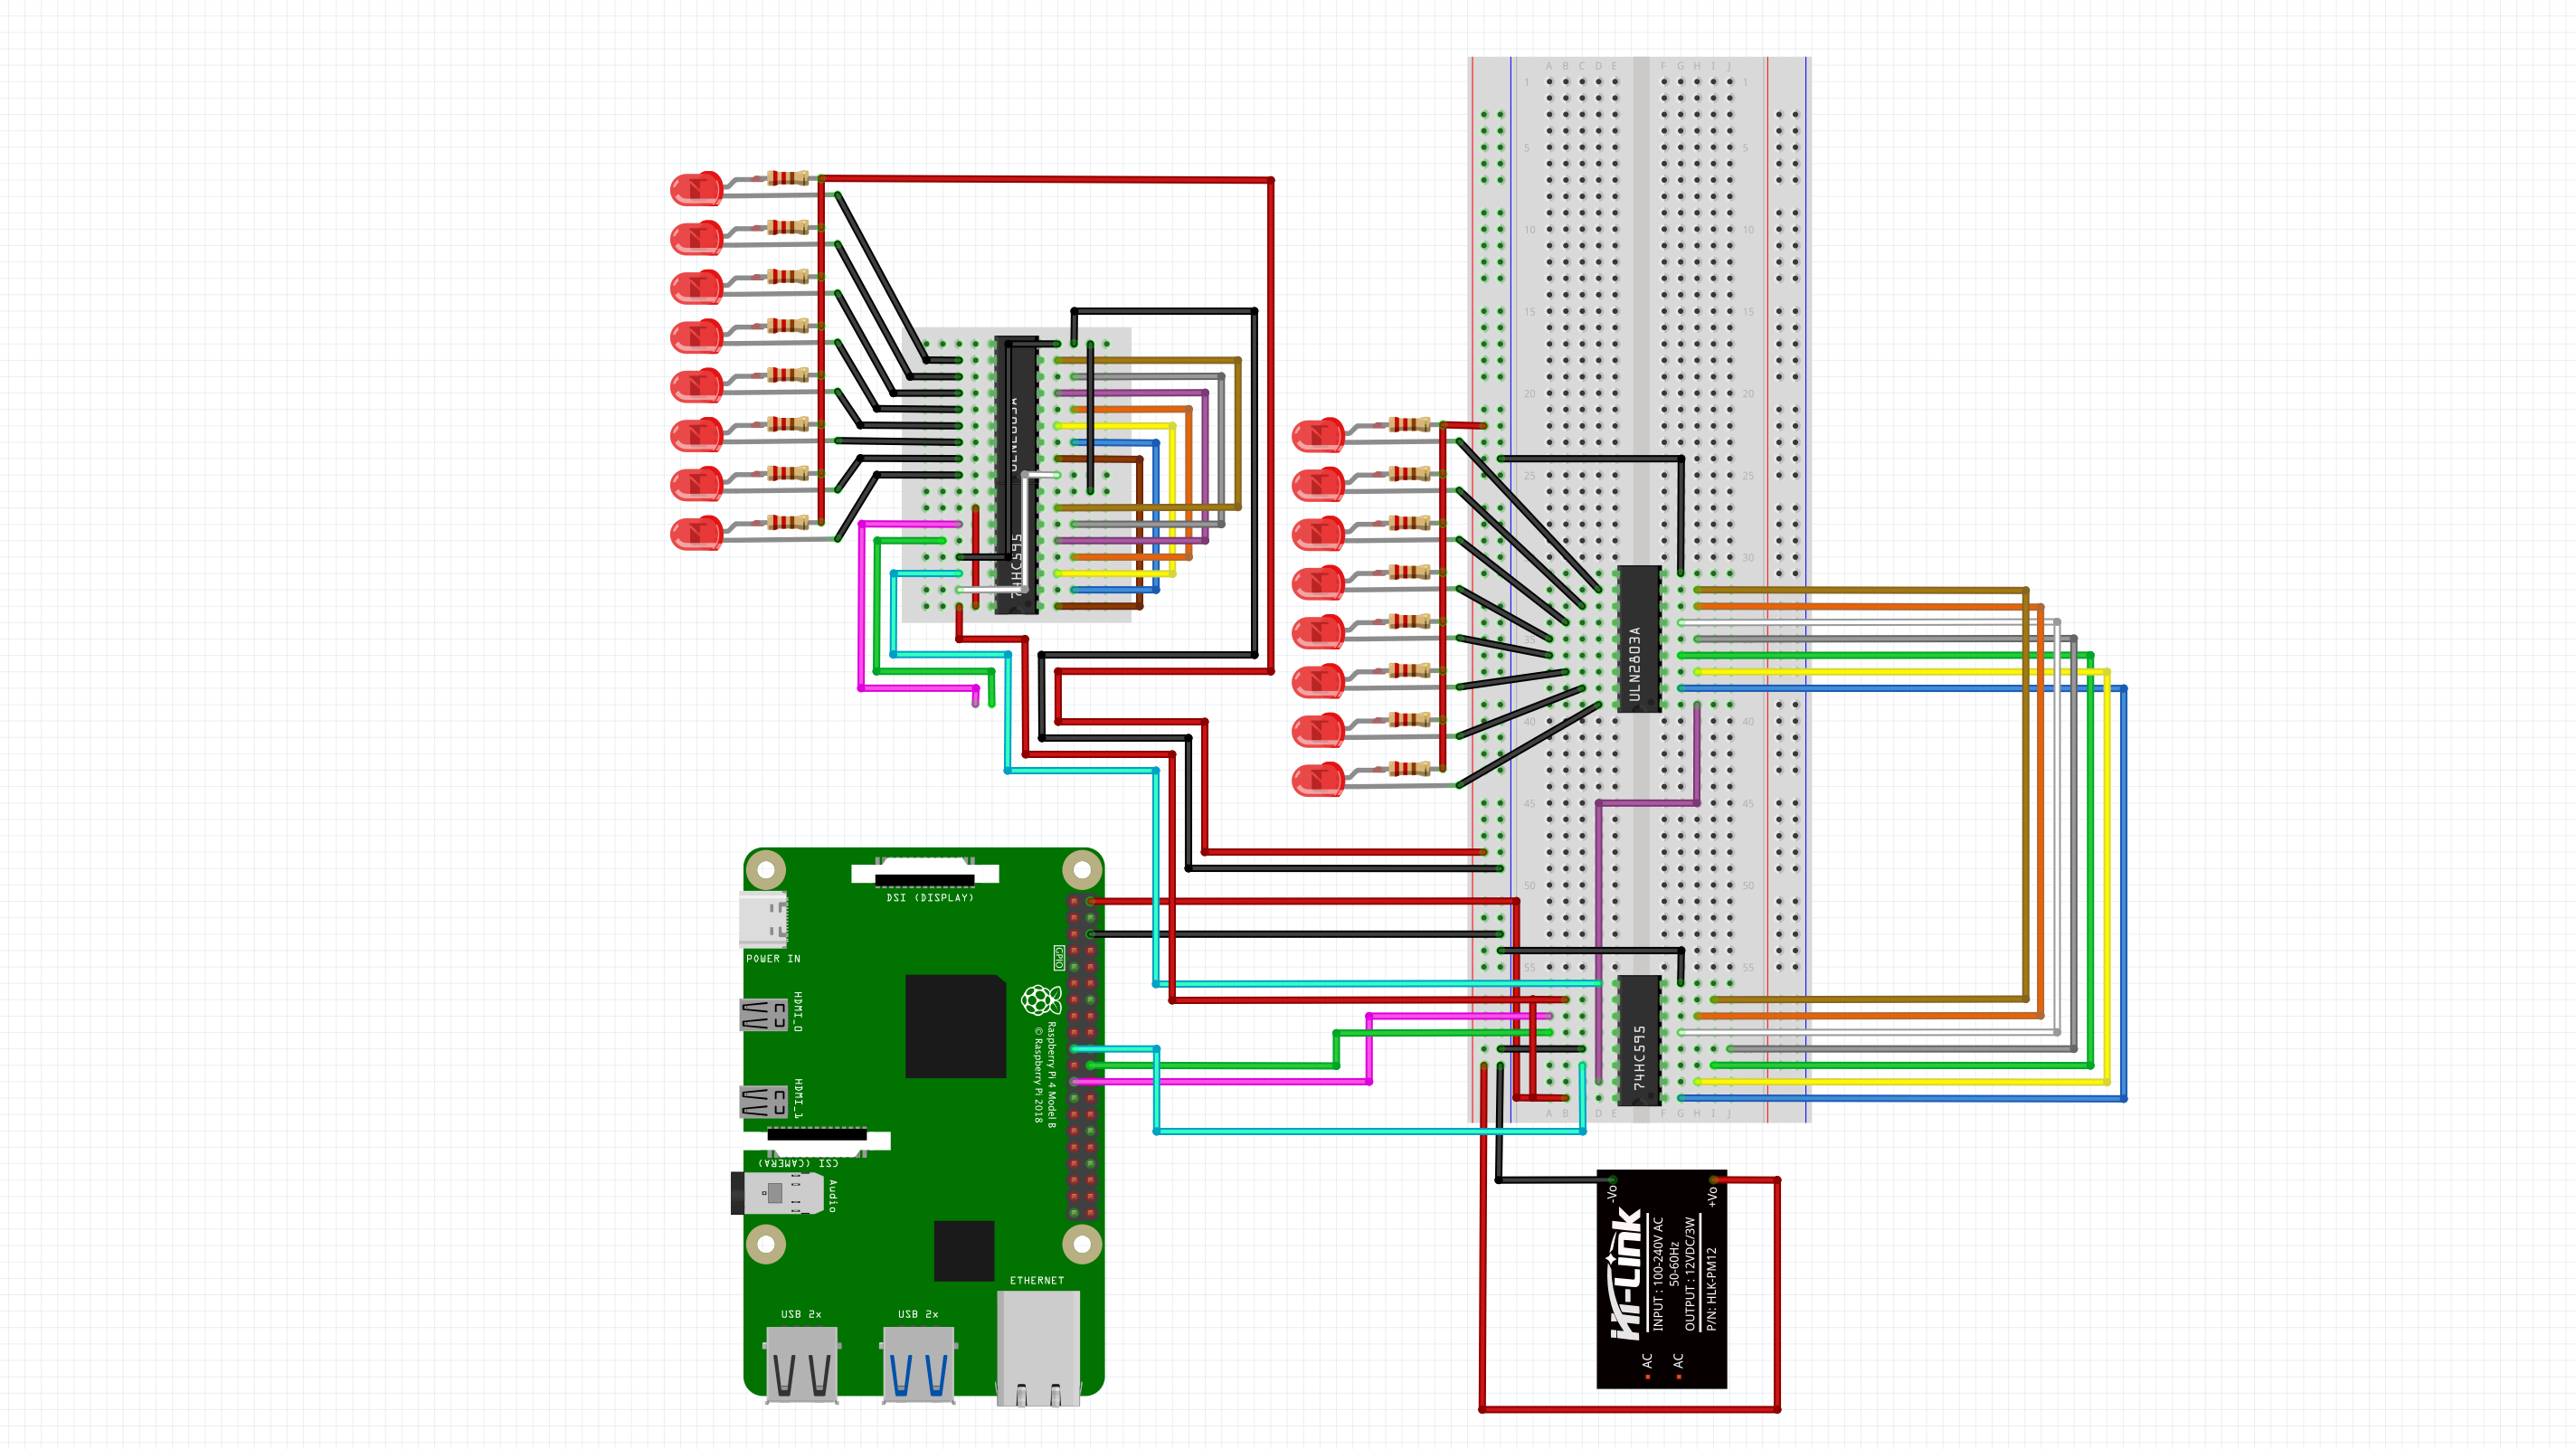 A B C D E F G H I J
1 1
5 5
10 10
15 15
20 20
25 25
30 30
35
40 40
45 45
50 50
55 55
A B D E F G H I J
ULN2803A
74HC595
74HC595
ULN2803A
DSI (DISPLAY)
POWER IN
GPIO
HDMI_0
HDMI_1
Raspberry Pi 4 Model B
© Raspberry Pi 2018
CSI (CAMERA)
Audio
ETHERNET
USB 2x
USB 2x
-Vo
+Vo
Hi-Link
INPUT : 100-240V AC
50-60Hz
OUTPUT : 12VDC/3W
P/N: HLK-PM12
AC
AC